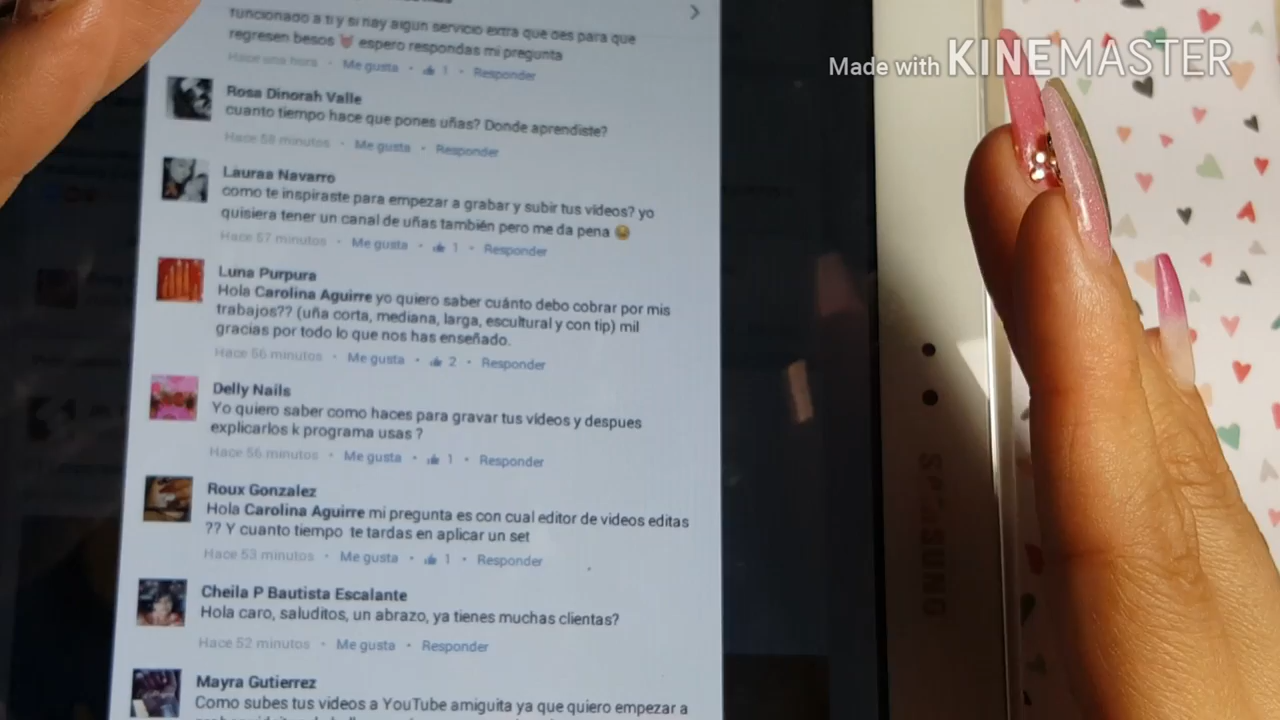 funcionado a ti y si hay algun servicio extra que des para que
regresen besos espero respondas mi pregunta
Hace una hora · Me gusta · 1 · Responder
Made with KINEMASTER
Rosa Dinorah Valle
cuanto tiempo hace que pones uñas? Donde aprendiste?
Hace 58 minutos · Me gusta · Responder
Lauraa Navarro
como te inspiraste para empezar a grabar y subir tus vídeos? yo
quisiera tener un canal de uñas también pero me da pena
Hace 57 minutos · Me gusta · 1 · Responder
Luna Purpura
Hola Carolina Aguirre yo quiero saber cuánto debo cobrar por mis
trabajos?? (uña corta, mediana, larga, escultural y con tip) mil
gracias por todo lo que nos has enseñado.
Hace 56 minutos · Me gusta · 2 · Responder
Delly Nails
Yo quiero saber como haces para gravar tus vídeos y despues
explicarlos k programa usas ?
Hace 56 minutos · Me gusta · 1 · Responder
Roux Gonzalez
Hola Carolina Aguirre mi pregunta es con cual editor de videos editas
?? Y cuanto tiempo te tardas en aplicar un set
Hace 53 minutos · Me gusta · 1 · Responder
Cheila P Bautista Escalante
Hola caro, saluditos, un abrazo, ya tienes muchas clientas?
Hace 52 minutos · Me gusta · Responder
Mayra Gutierrez
Como subes tus videos a YouTube amiguita ya que quiero empezar a
SAMSUNG